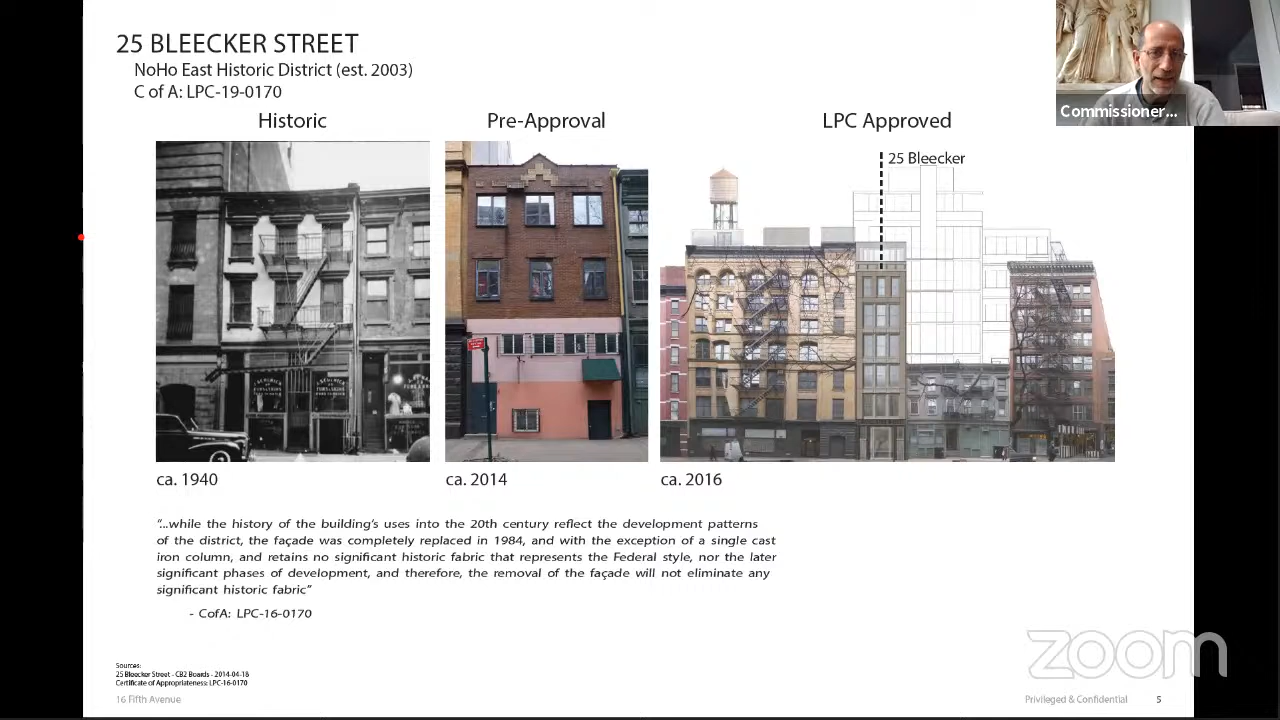 25 BLEECKER STREET
NoHo East Historic District (est. 2003)
C of A: LPC-19-0170
Commissioner...
Historic
Pre-Approval
LPC Approved
25 Bleecker
ca. 1940
ca. 2014
ca. 2016
“...while the history of the building’s uses into the 20th century reflect the development patterns
of the district, the façade was completely replaced in 1984, and with the exception of a single cast
iron column, and retains no significant historic fabric that represents the Federal style, nor the later
significant phases of development, and therefore, the removal of the façade will not eliminate any
significant historic fabric”
- CofA: LPC-16-0170
Sources:
25 Bleecker Street - CB2 Boards - 2014-04-18
Certificate of Appropriateness: LPC-16-0170
16 Fifth Avenue
Privileged & Confidential 5
zoom